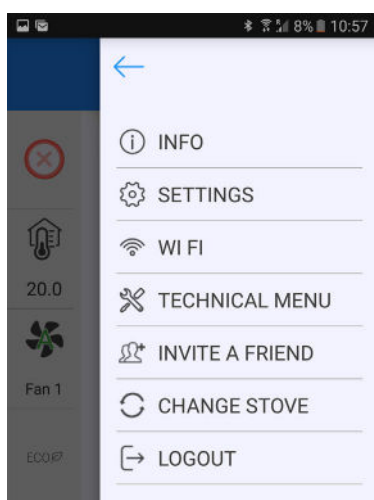 8% 10:57
INFO
SETTINGS
WI FI
TECHNICAL MENU
INVITE A FRIEND
CHANGE STOVE
LOGOUT
20.0
A
Fan 1
ECO